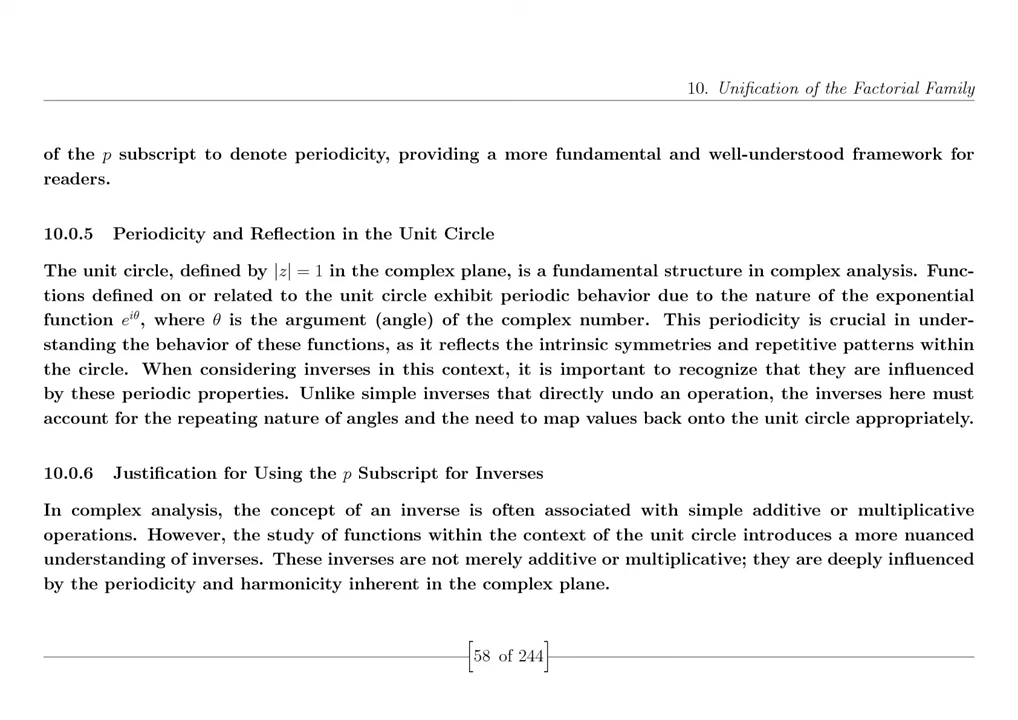 10. Unification of the Factorial Family
of the p subscript to denote periodicity, providing a more fundamental and well-understood framework for
readers.
10.0.5 Periodicity and Reflection in the Unit Circle
The unit circle, defined by |z| = 1 in the complex plane, is a fundamental structure in complex analysis. Func-
tions defined on or related to the unit circle exhibit periodic behavior due to the nature of the exponential
function e^{iθ}, where θ is the argument (angle) of the complex number. This periodicity is crucial in under-
standing the behavior of these functions, as it reflects the intrinsic symmetries and repetitive patterns within
the circle. When considering inverses in this context, it is important to recognize that they are influenced
by these periodic properties. Unlike simple inverses that directly undo an operation, the inverses here must
account for the repeating nature of angles and the need to map values back onto the unit circle appropriately.
10.0.6 Justification for Using the p Subscript for Inverses
In complex analysis, the concept of an inverse is often associated with simple additive or multiplicative
operations. However, the study of functions within the context of the unit circle introduces a more nuanced
understanding of inverses. These inverses are not merely additive or multiplicative; they are deeply influenced
by the periodicity and harmonicity inherent in the complex plane.
[58 of 244]